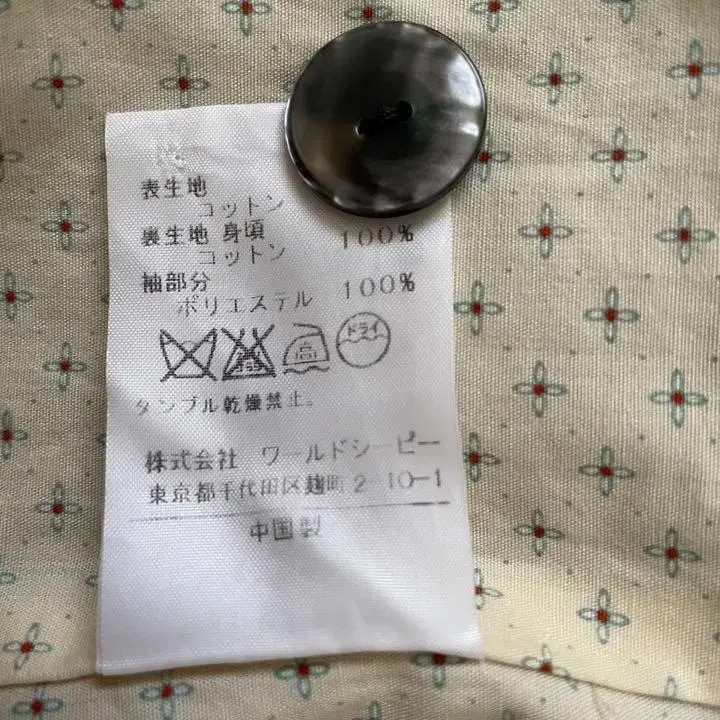 表生地
コットン
裏生地 身頃 100%
コットン
袖部分 100%
ポリエステル
ドライ
タンブル乾燥禁止。
株式会社 ワールドシーピー
東京都千代田区麹町2-10-1
中国製